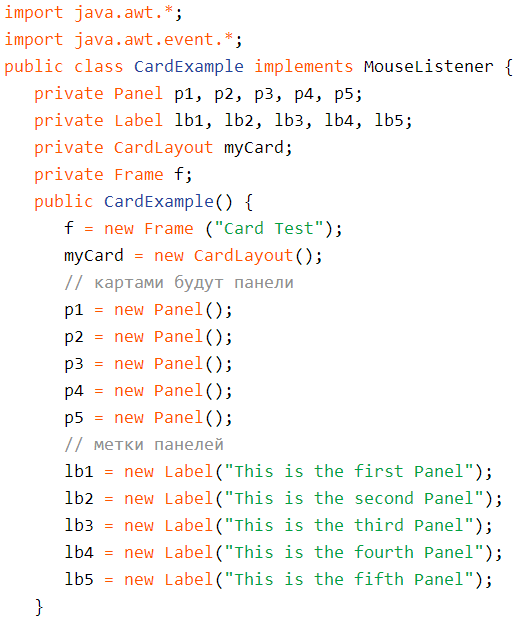 import java.awt.*;
import java.awt.event.*;
public class CardExample implements MouseListener {
   private Panel p1, p2, p3, p4, p5;
   private Label lb1, lb2, lb3, lb4, lb5;
   private CardLayout myCard;
   private Frame f;
   public CardExample() {
      f = new Frame ("Card Test");
      myCard = new CardLayout();
      // картами будут панели
      p1 = new Panel();
      p2 = new Panel();
      p3 = new Panel();
      p4 = new Panel();
      p5 = new Panel();
      // метки панелей
      lb1 = new Label("This is the first Panel");
      lb2 = new Label("This is the second Panel");
      lb3 = new Label("This is the third Panel");
      lb4 = new Label("This is the fourth Panel");
      lb5 = new Label("This is the fifth Panel");
   }